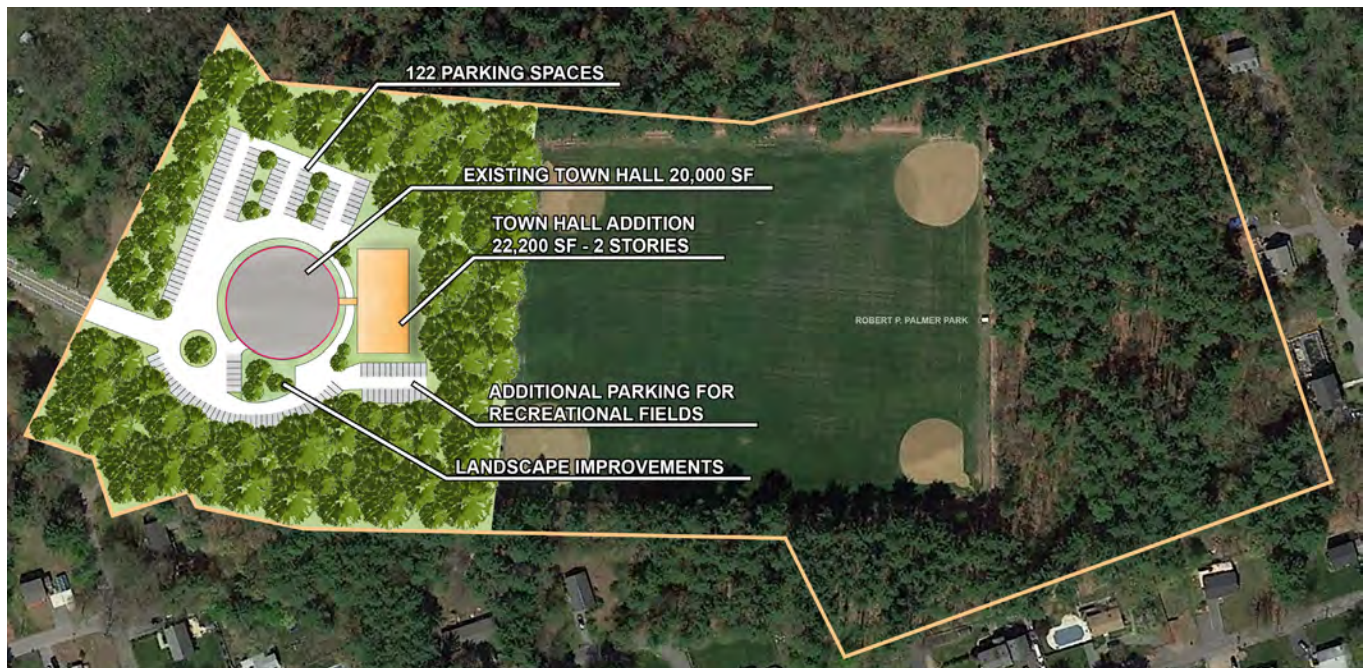 122 PARKING SPACES
EXISTING TOWN HALL 20,000 SF
TOWN HALL ADDITION
22,200 SF - 2 STORIES
ROBERT P. PALMER PARK
ADDITIONAL PARKING FOR
RECREATIONAL FIELDS
LANDSCAPE IMPROVEMENTS